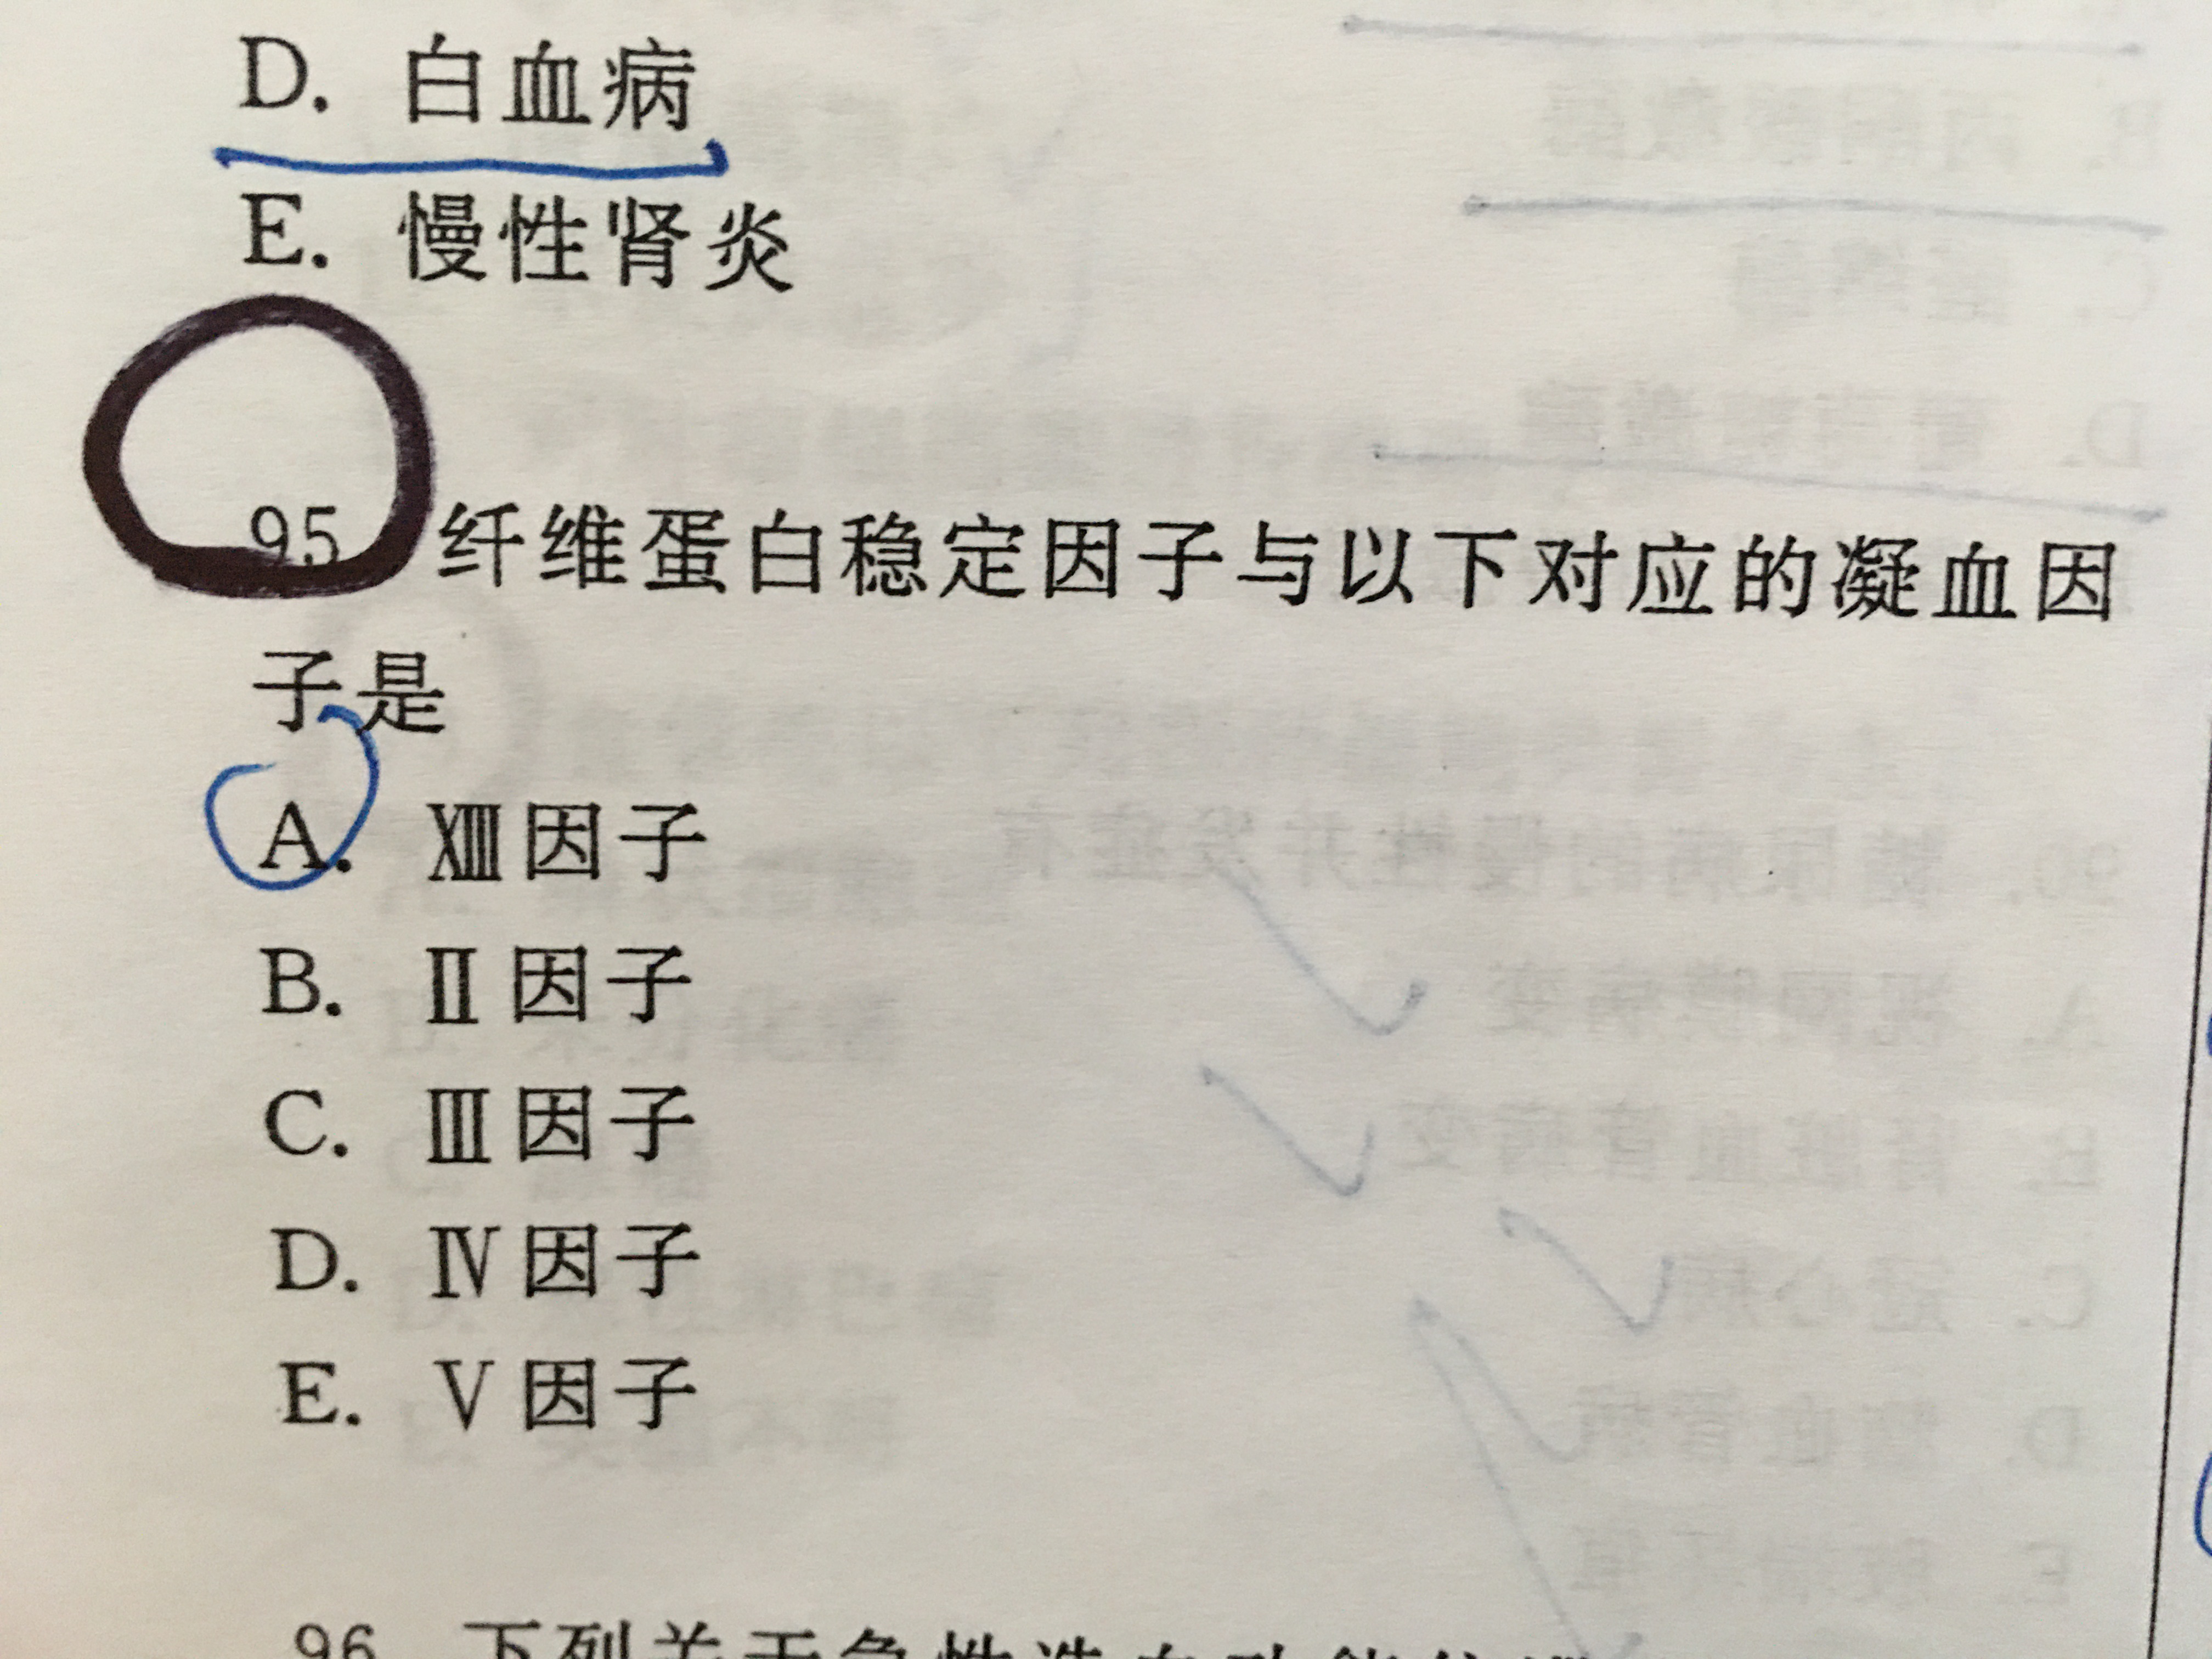 D. 白血病
E. 慢性肾炎
95 纤维蛋白稳定因子与以下对应的凝血因
子是
A. ⅩⅢ因子
B. Ⅱ因子
C. Ⅲ因子
D. Ⅳ因子
E. Ⅴ因子
96 下列关于急性